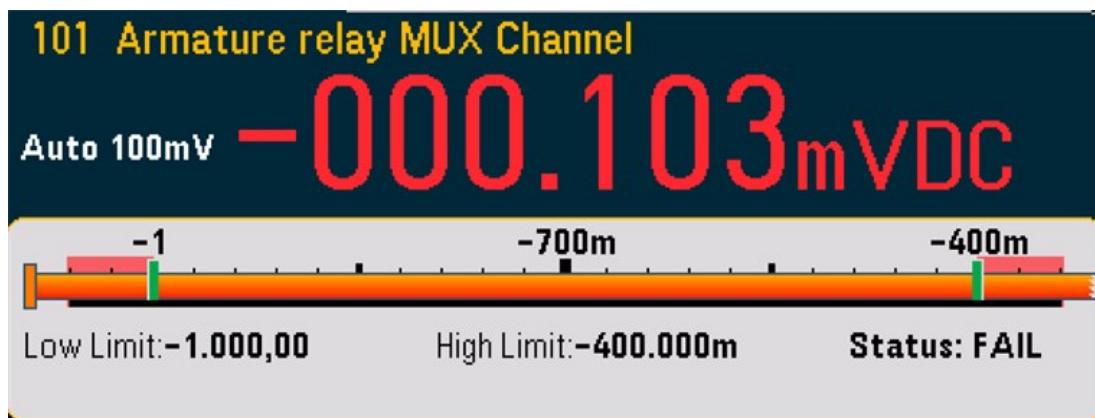 101 Armature relay MUX Channel
Auto 100mV -000.103mVDC
-1 -700m -400m
Low Limit:-1.000,00 High Limit:-400.000m Status: FAIL